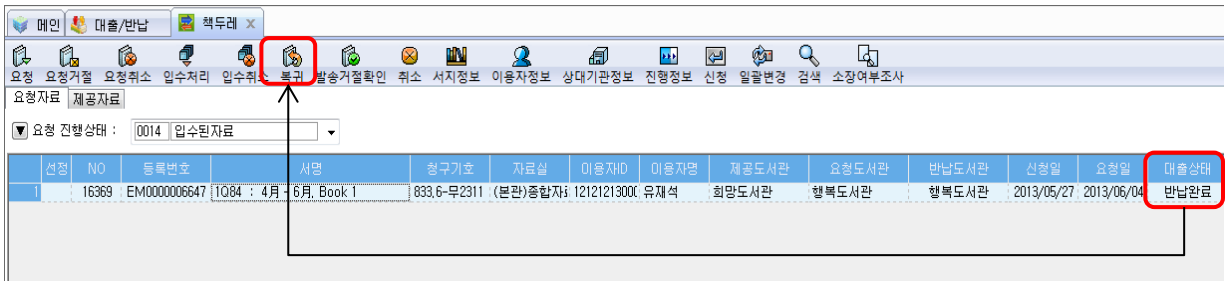 메인 대출/반납 책두레
요청 요청거절 요청취소 입수처리 입수취소 복귀 발송거절확인 취소 서지정보 이용자정보 상대기관정보 진행정보 신청 일괄변경 검색 소장여부조사
요청자료 제공자료
요청 진행상태 : 0014 입수된자료
선정 NO 등록번호 서명 청구기호 자료실 이용자ID 이용자명 제공도서관 요청도서관 반납도서관 신청일 요청일 대출상태
1 16369 EM0000006647 1Q84 : 4月 - 6月, Book 1 833,6-무2311 (본관)종합자 12121213000 유재석 희망도서관 행복도서관 행복도서관 2013/05/27 2013/06/04 반납완료